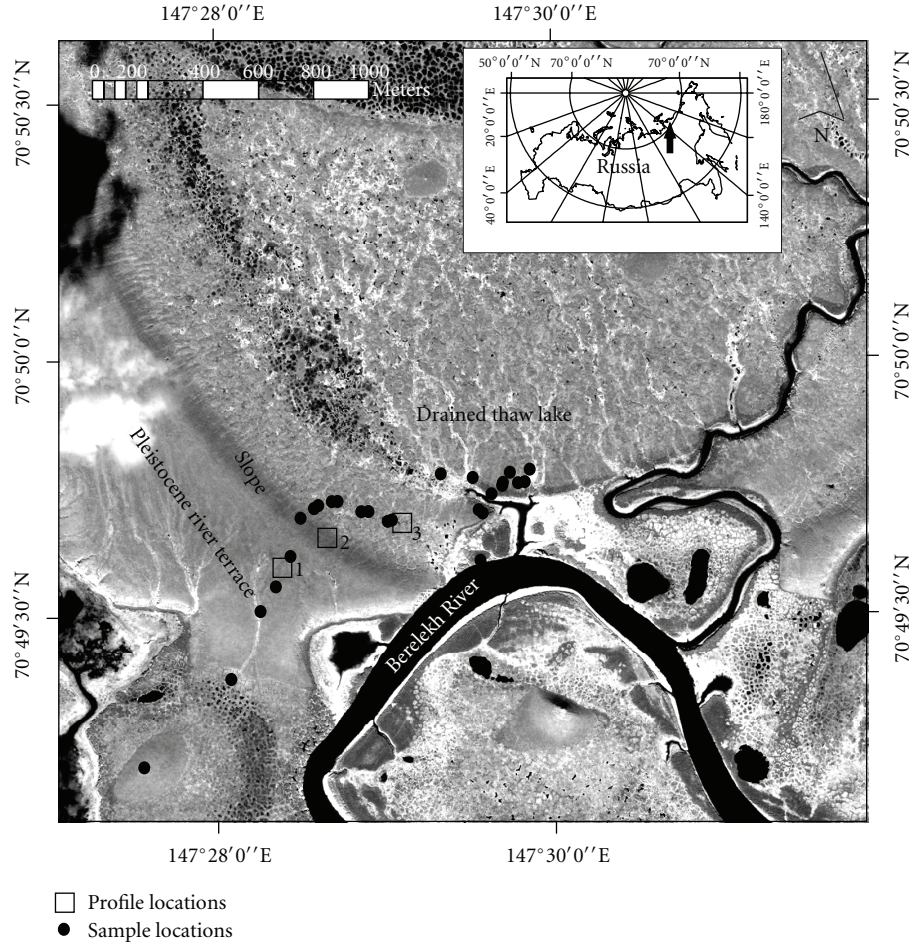 147°28′0′′E 147°30′0′′E
70°50′30′′N
70°50′0′′N
70°49′30′′N
0 200 400 600 800 1000
Meters
50°0′0′′N 70°0′0′′N 70°0′0′′N
20°0′0′′E
40°0′0′′E
180°0′0′′E
140°0′0′′E
Russia
N
70°50′30′′N
70°50′0′′N
70°49′30′′N
Drained thaw lake
Slope
Pleistocene river terrace
1
2
3
Berelekh River
147°28′0′′E 147°30′0′′E
Profile locations
Sample locations